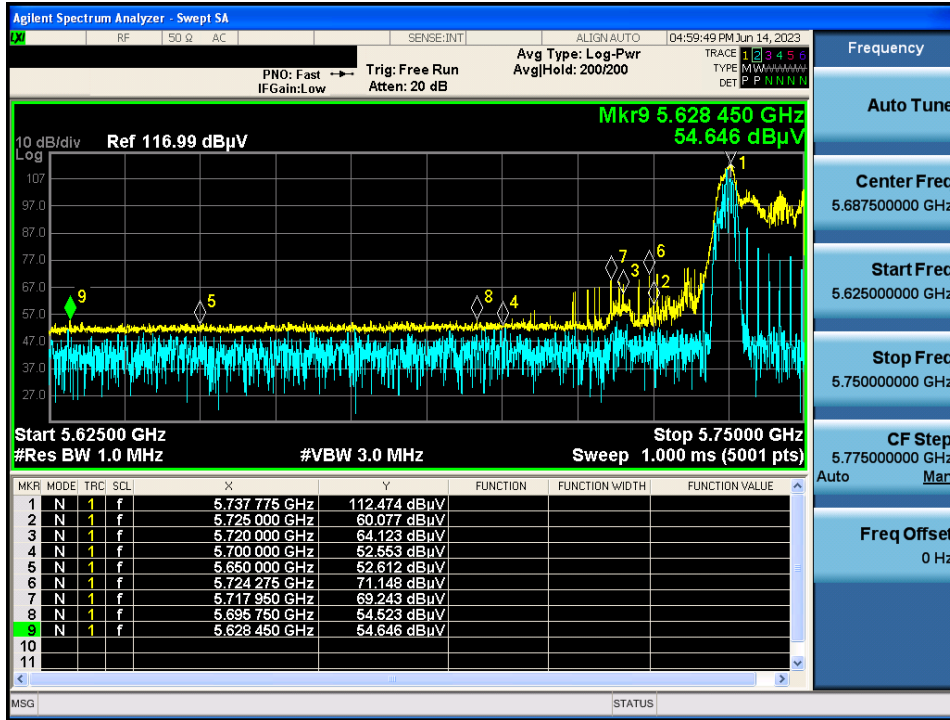 Agilent Spectrum Analyzer - Swept SA
LXI RF 50 Ω AC SENSE:INT ALIGN AUTO 04:59:49 PM Jun 14, 2023
PNO: Fast Trig: Free Run Avg Type: Log-Pwr TRACE 1 2 3 4 5 6
IFGain:Low Atten: 20 dB Avg|Hold: 200/200 TYPE M
DET P P N N N N
Mkr9 5.628 450 GHz
54.646 dBµV
10 dB/div Ref 116.99 dBµV
Log
107
97.0
87.0
77.0
67.0
57.0
47.0
37.0
27.0
1
7
6
3
2
9
5
8
4
Start 5.62500 GHz Stop 5.75000 GHz
#Res BW 1.0 MHz #VBW 3.0 MHz Sweep 1.000 ms (5001 pts)
MKR MODE TRC SCL X Y FUNCTION FUNCTION WIDTH FUNCTION VALUE
1 N 1 f 5.737 775 GHz 112.474 dBµV
2 N 1 f 5.725 000 GHz 60.077 dBµV
3 N 1 f 5.720 000 GHz 64.123 dBµV
4 N 1 f 5.700 000 GHz 52.553 dBµV
5 N 1 f 5.650 000 GHz 52.612 dBµV
6 N 1 f 5.724 275 GHz 71.148 dBµV
7 N 1 f 5.717 950 GHz 69.243 dBµV
8 N 1 f 5.695 750 GHz 54.523 dBµV
9 N 1 f 5.628 450 GHz 54.646 dBµV
10
11
MSG STATUS
Frequency
Auto Tune
Center Freq
5.687500000 GHz
Start Freq
5.625000000 GHz
Stop Freq
5.750000000 GHz
CF Step
5.775000000 GHz
Auto Man
Freq Offset
0 Hz